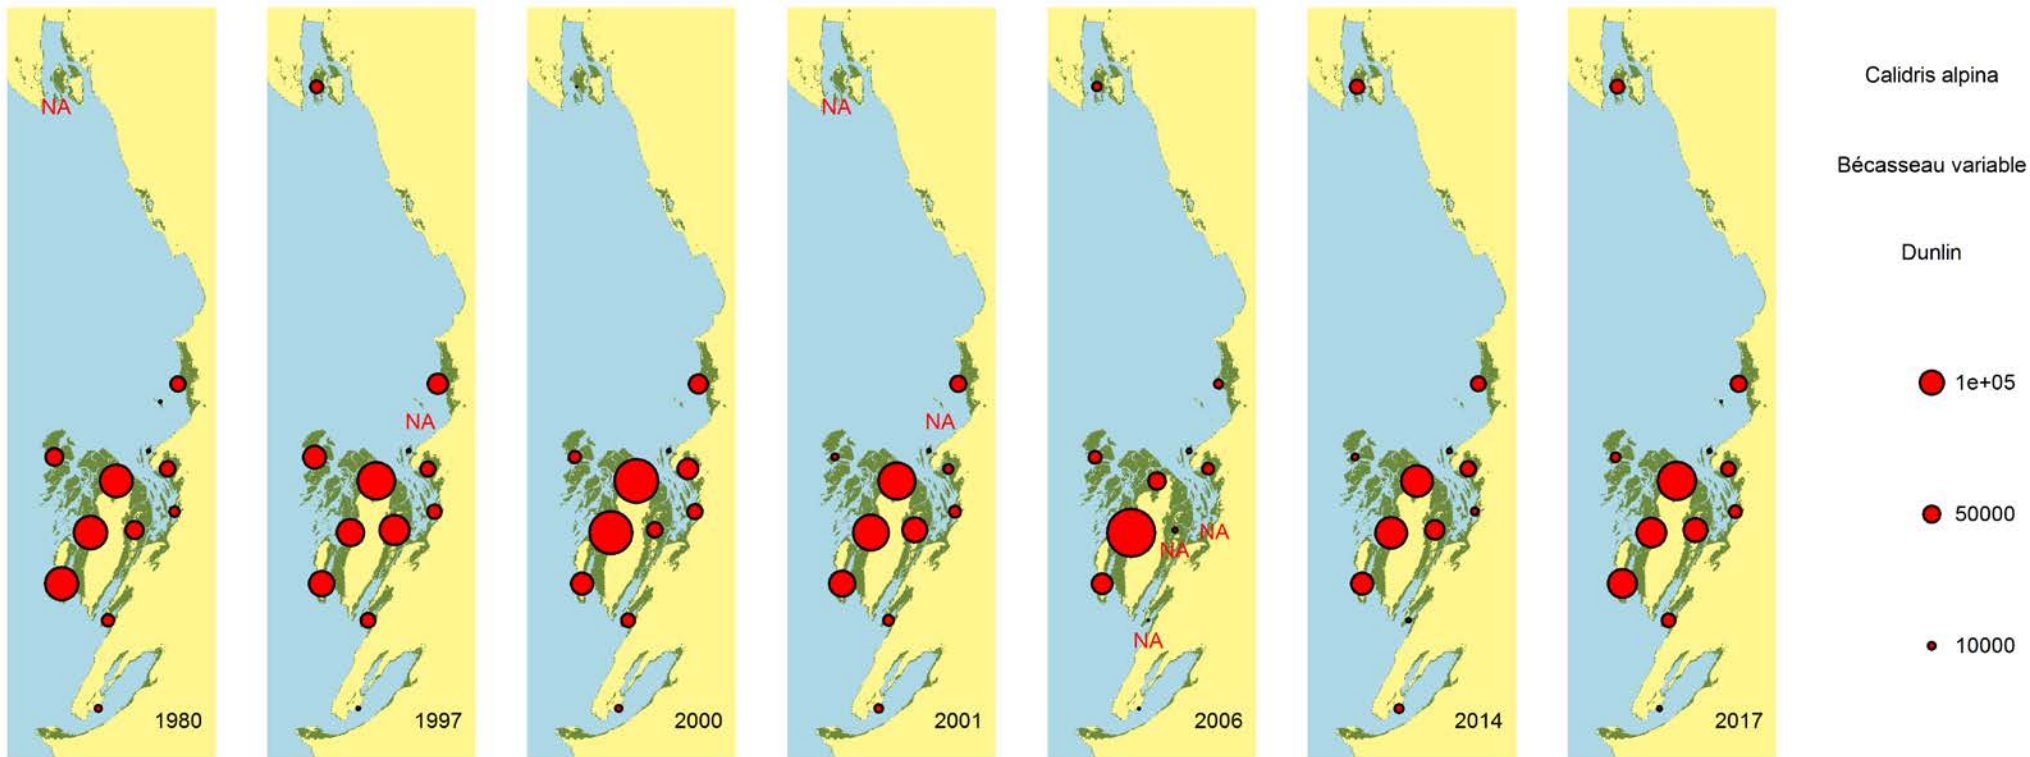 NA
1980
NA
1997
2000
NA
NA
2001
NA
NA
NA
2006
2014
2017
Calidris alpina
Bécasseau variable
Dunlin
1e+05
50000
10000